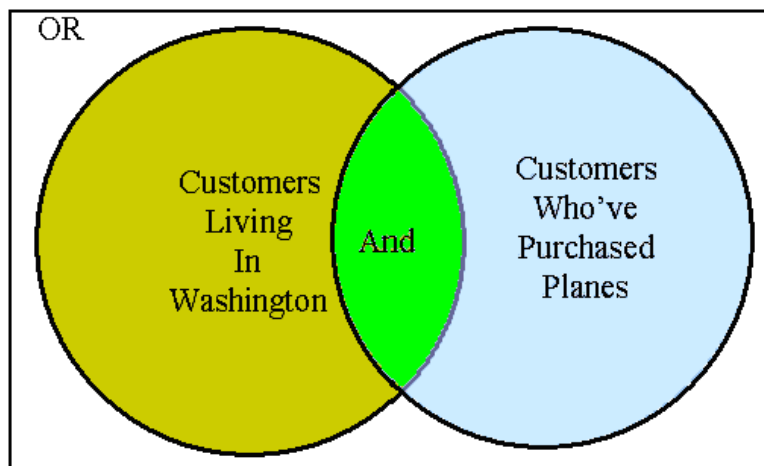 OR
Customers
Living
In
Washington
And
Customers
Who've
Purchased
Planes